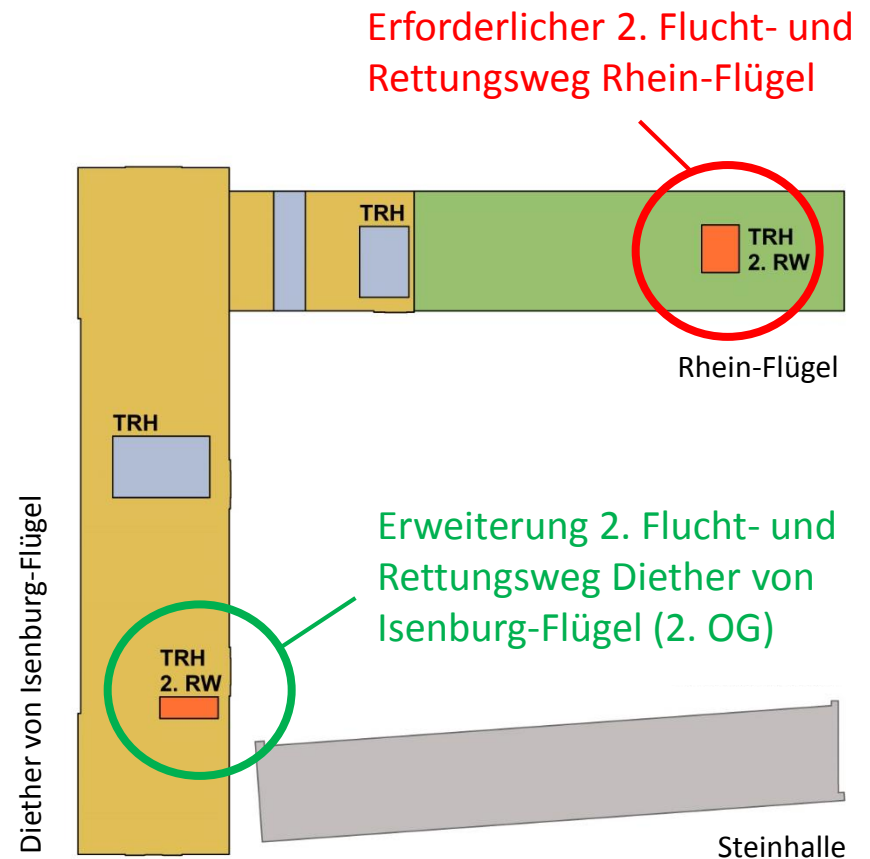 Erforderlicher 2. Flucht- und
Rettungsweg Rhein-Flügel
TRH
TRH
2. RW
Rhein-Flügel
TRH
Diether von Isenburg-Flügel
Erweiterung 2. Flucht- und
Rettungsweg Diether von
Isenburg-Flügel (2. OG)
TRH
2. RW
Steinhalle